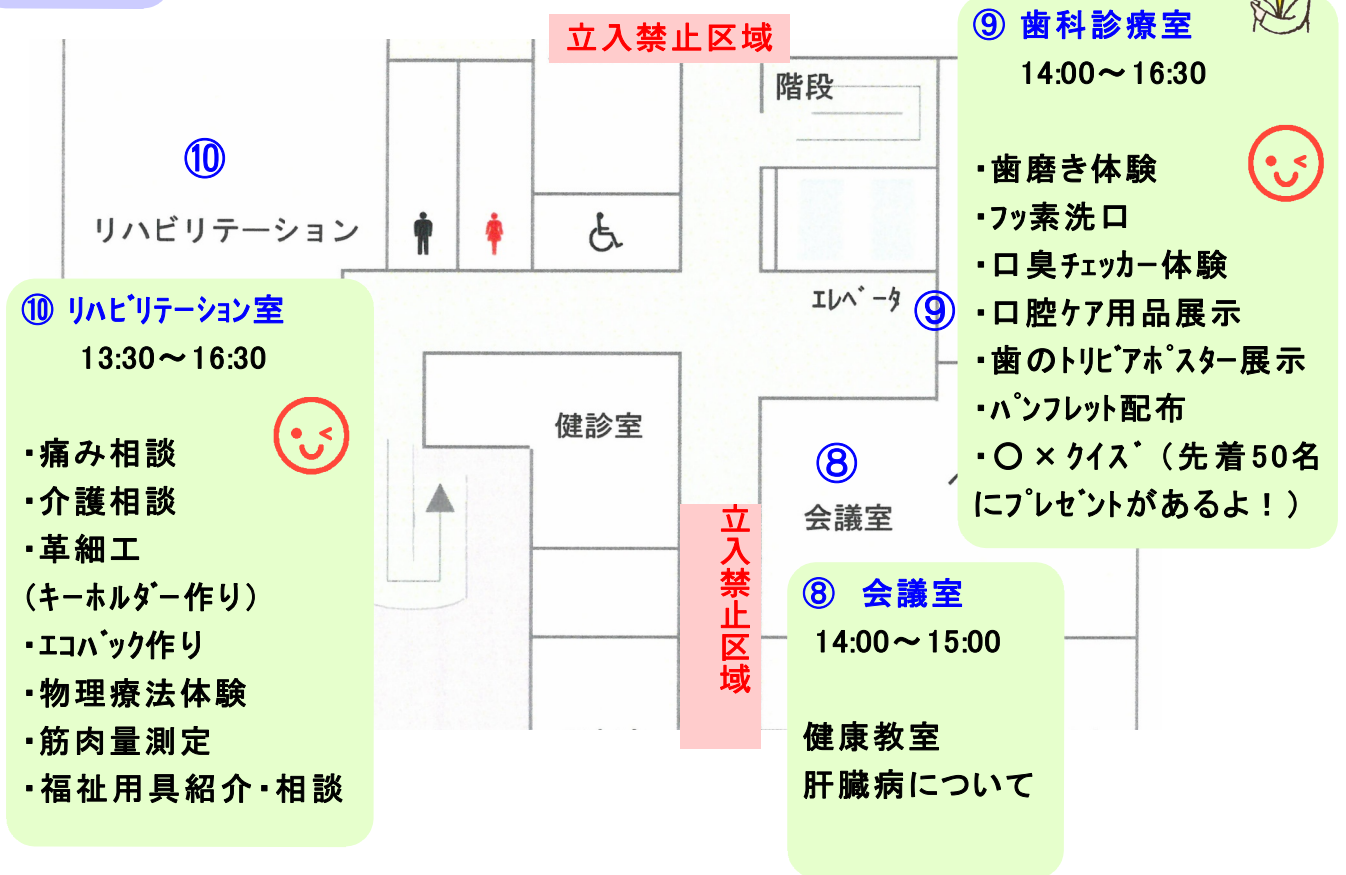 立入禁止区域
階段
⑩
リハビリテーション
エレベータ
⑨
健診室
⑧
会議室
立入禁止区域
⑨ 歯科診療室
14:00～16:30
・歯磨き体験
・フッ素洗口
・口臭チェッカー体験
・口腔ケア用品展示
・歯のトリビアポスター展示
・パンフレット配布
・〇×クイズ（先着50名
にプレゼントがあるよ！）
⑩ リハビリテーション室
13:30～16:30
・痛み相談
・介護相談
・革細工
(キーホルダー作り)
・エコバック作り
・物理療法体験
・筋肉量測定
・福祉用具紹介・相談
⑧ 会議室
14:00～15:00
健康教室
肝臓病について